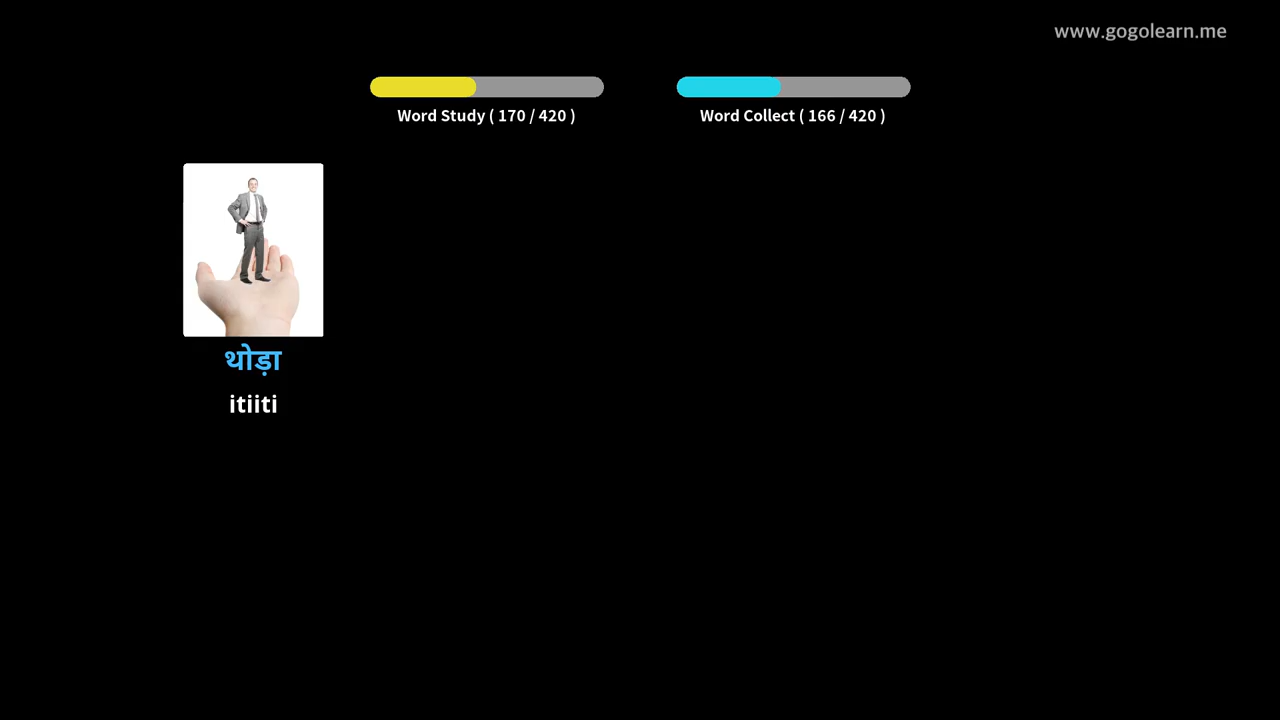 www.gogolearn.me
Word Study ( 170 / 420 )
Word Collect ( 166 / 420 )
थोड़ा
itiiti